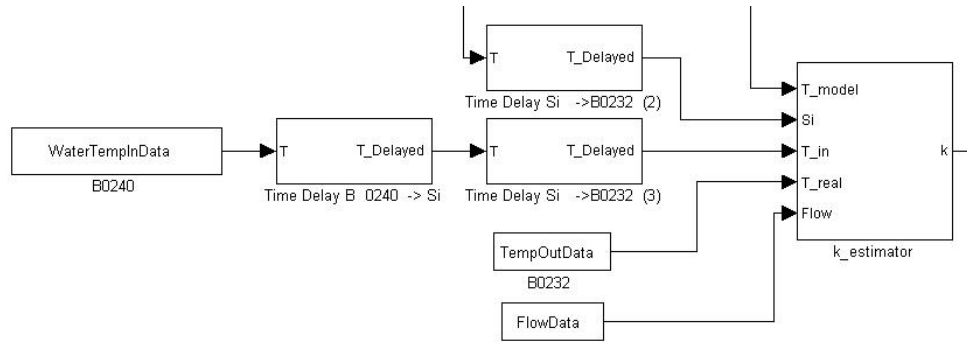 T T_Delayed
Time Delay Si ->B0232 (2)
WaterTempInData
B0240
T T_Delayed
Time Delay B 0240 -> Si
T T_Delayed
Time Delay Si ->B0232 (3)
TempOutData
B0232
FlowData
T_model
Si
T_in
T_real
Flow
k
k_estimator